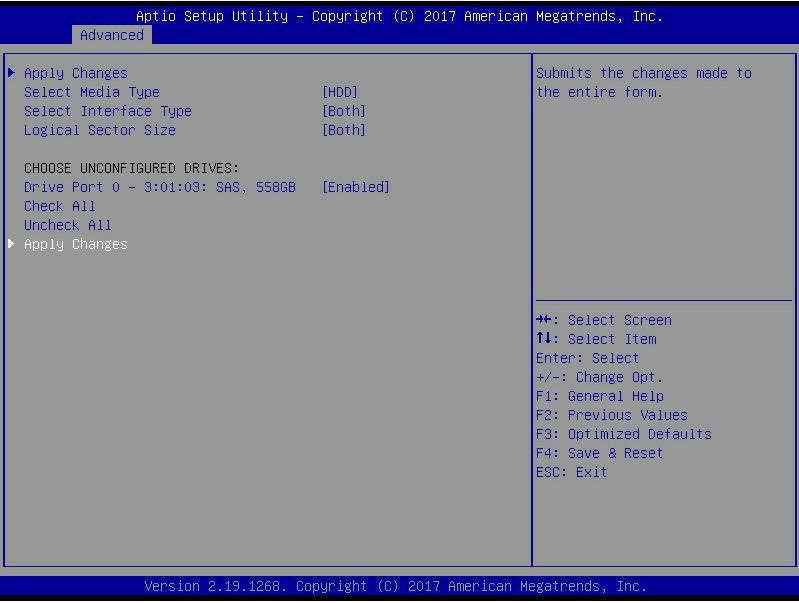 Aptio Setup Utility – Copyright (C) 2017 American Megatrends, Inc.
Advanced
Apply Changes
Select Media Type [HDD]
Select Interface Type [Both]
Logical Sector Size [Both]
CHOOSE UNCONFIGURED DRIVES:
Drive Port 0 – 3:01:03: SAS, 558GB [Enabled]
Check All
Uncheck All
Apply Changes
Submits the changes made to
the entire form.
→←: Select Screen
↑↓: Select Item
Enter: Select
+/–: Change Opt.
F1: General Help
F2: Previous Values
F3: Optimized Defaults
F4: Save & Reset
ESC: Exit
Version 2.19.1268. Copyright (C) 2017 American Megatrends, Inc.